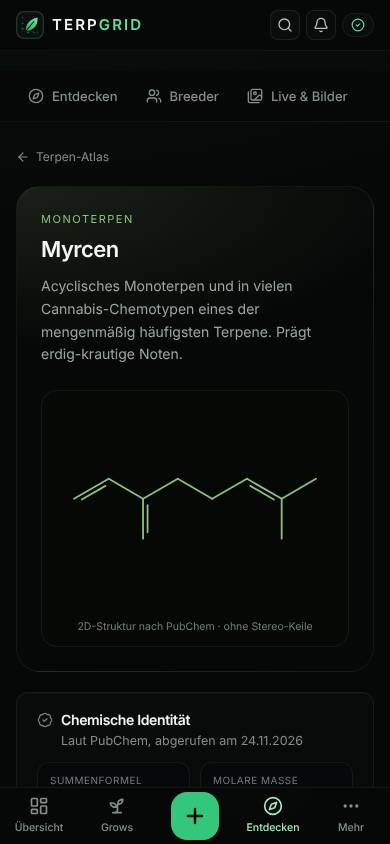 TERPGRID
Entdecken
Breeder
Live & Bilder
Terpen-Atlas
MONOTERPEN
Myrcen
Acyclisches Monoterpen und in vielen
Cannabis-Chemotypen eines der
mengenmäßig häufigsten Terpene. Prägt
erdig-krautige Noten.
2D-Struktur nach PubChem · ohne Stereo-Keile
Chemische Identität
Laut PubChem, abgerufen am 24.11.2026
SUMMENFORMEL
MOLARE MASSE
Übersicht
Grows
Entdecken
Mehr